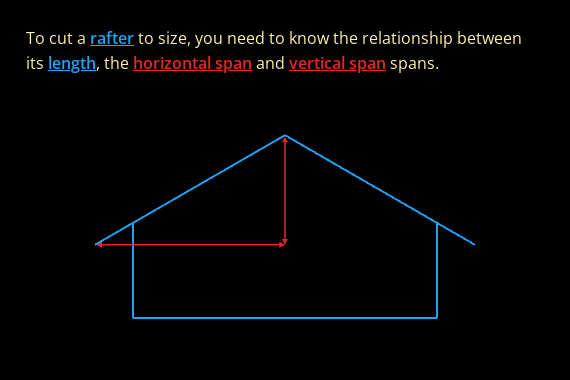 To cut a rafter to size, you need to know the relationship between
its length, the horizontal span and vertical span spans.